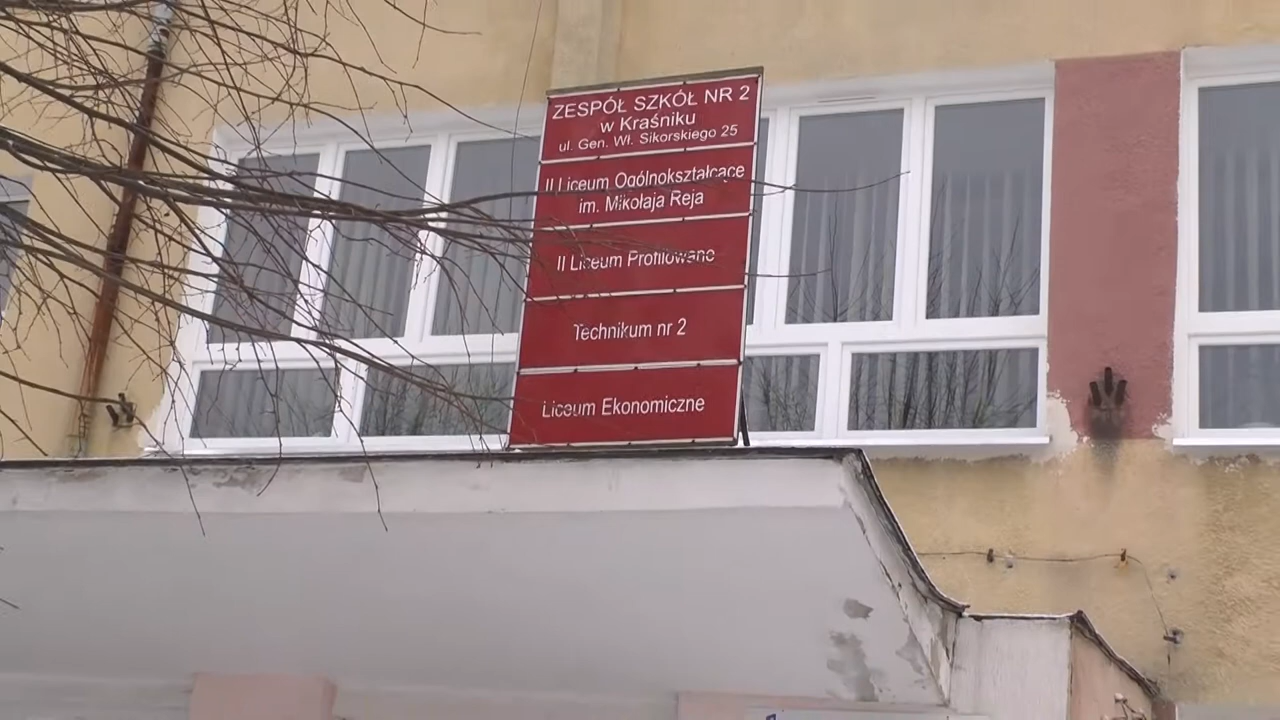 ZESPÓŁ SZKÓŁ NR 2
w Kraśniku
ul. Gen. Wł. Sikorskiego 25
II Liceum Ogólnokształcące
im. Mikołaja Reja
II Liceum Profilowane
Technikum nr 2
Liceum Ekonomiczne